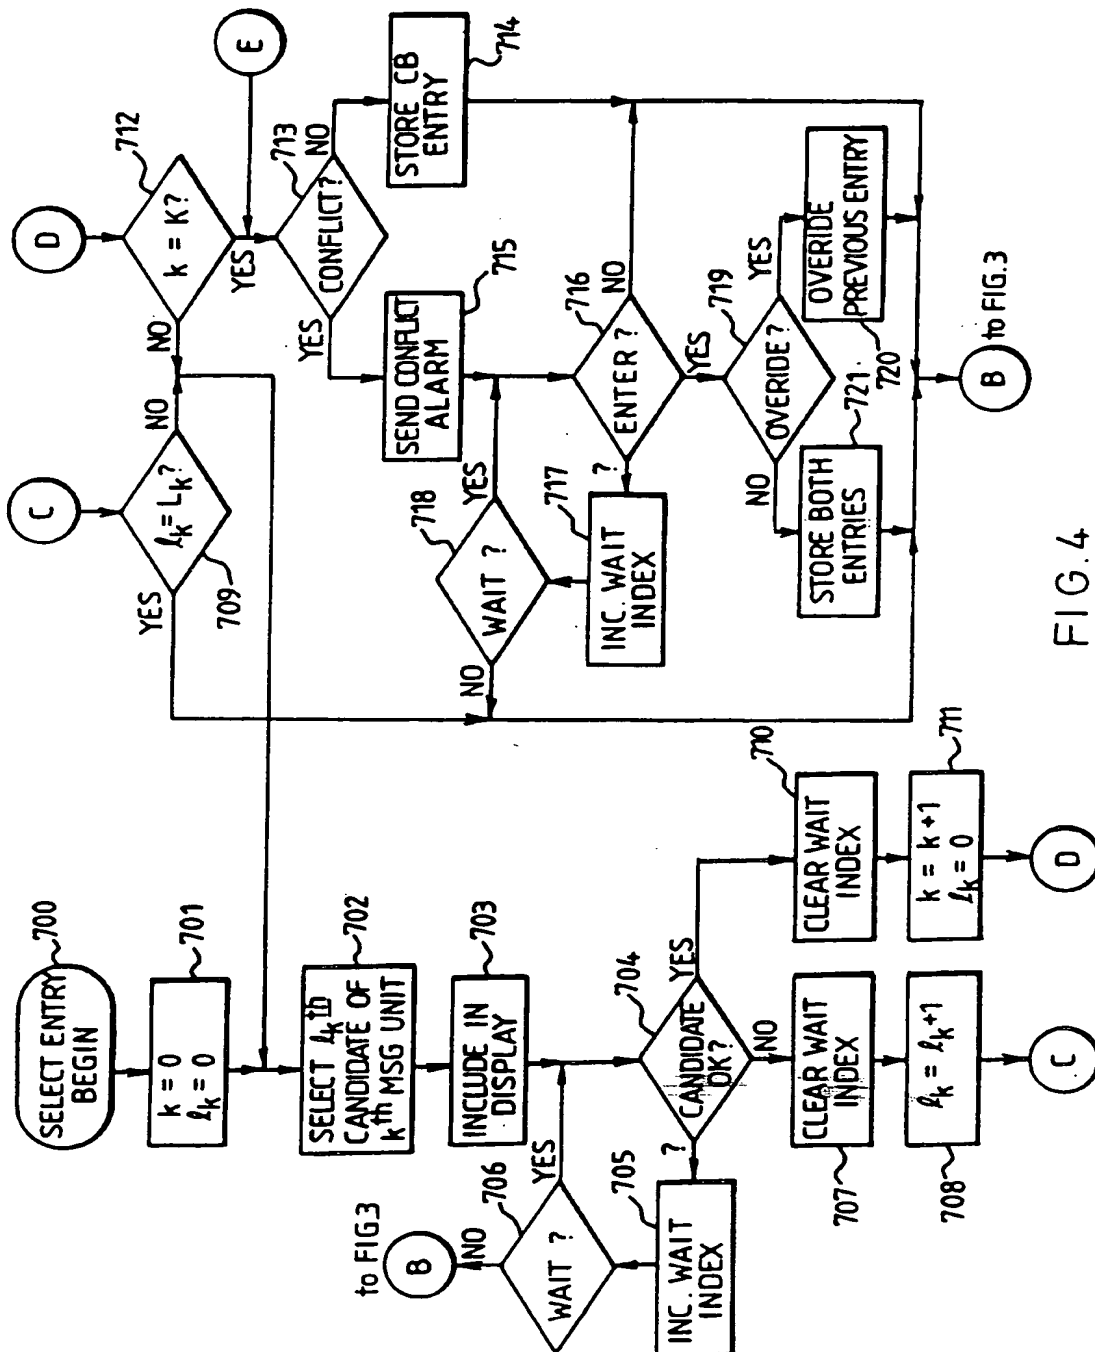 SELECT ENTRY
BEGIN
700
k = 0
ℓk = 0
701
SELECT ℓk th
CANDIDATE OF
kth MSG UNIT
702
INCLUDE IN
DISPLAY
703
CANDIDATE
OK?
704
YES
NO
?
INC. WAIT
INDEX
705
WAIT ?
706
YES
NO
B
to FIG3
CLEAR WAIT
INDEX
707
ℓk = ℓk+1
708
C
CLEAR WAIT
INDEX
710
k = k+1
ℓk = 0
711
D
C
ℓk = Lk?
709
YES
NO
D
k = K?
712
NO
YES
E
CONFLICT?
713
YES
NO
STORE CB
ENTRY
714
SEND CONFLICT
ALARM
715
ENTER ?
716
NO
YES
?
INC. WAIT
INDEX
717
WAIT ?
718
YES
NO
OVERRIDE?
719
YES
NO
OVERIDE
PREVIOUS ENTRY
720
STORE BOTH
ENTRIES
721
B
to FIG.3
FIG.4